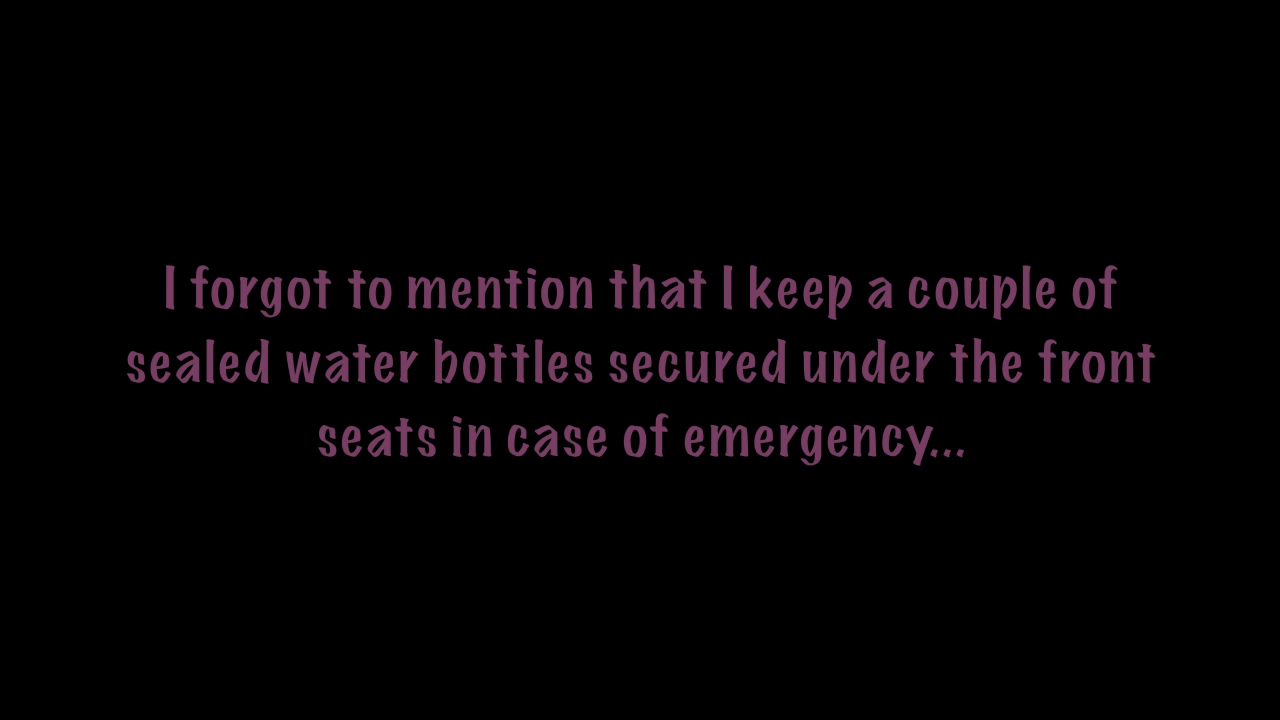 I forgot to mention that I keep a couple of
sealed water bottles secured under the front
seats in case of emergency...